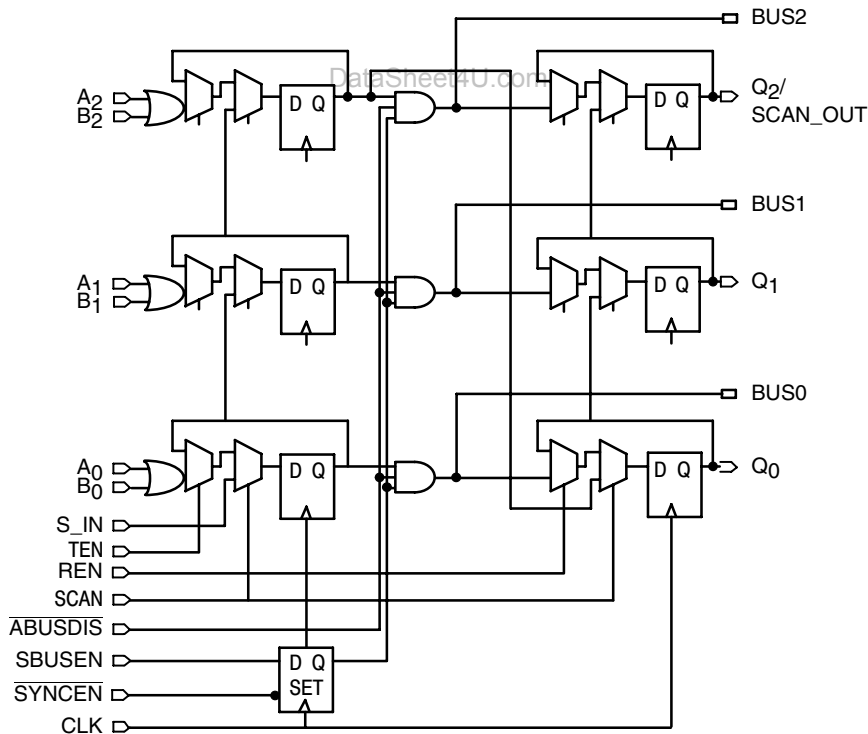 BUS2
DataSheet4U.com
A2
B2
D Q
D Q
Q2/
SCAN_OUT
BUS1
A1
B1
D Q
D Q
Q1
BUS0
A0
B0
D Q
D Q
Q0
S_IN
TEN
REN
SCAN
ABUSDIS
SBUSEN
D Q
SET
SYNCEN
CLK